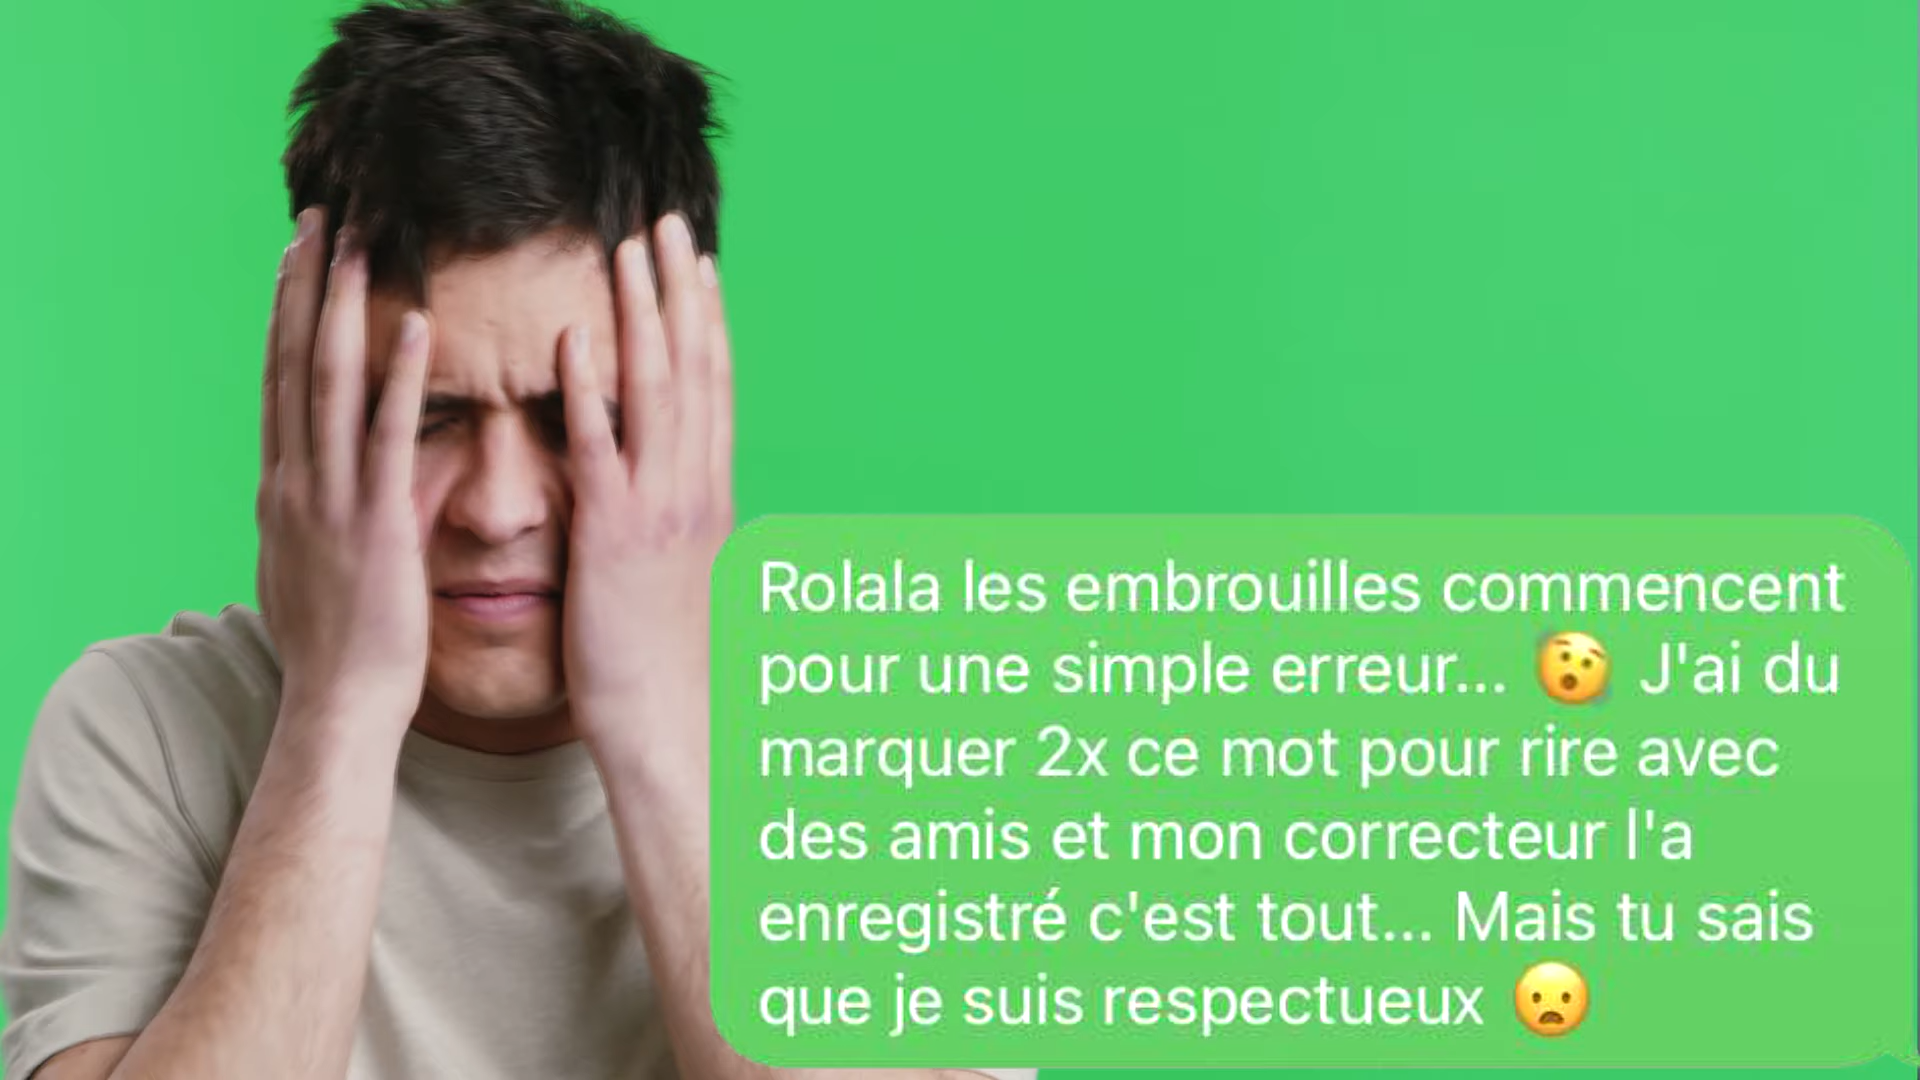 Rolala les embrouilles commencent
pour une simple erreur... 😯 J'ai du
marquer 2x ce mot pour rire avec
des amis et mon correcteur l'a
enregistré c'est tout... Mais tu sais
que je suis respectueux 😦